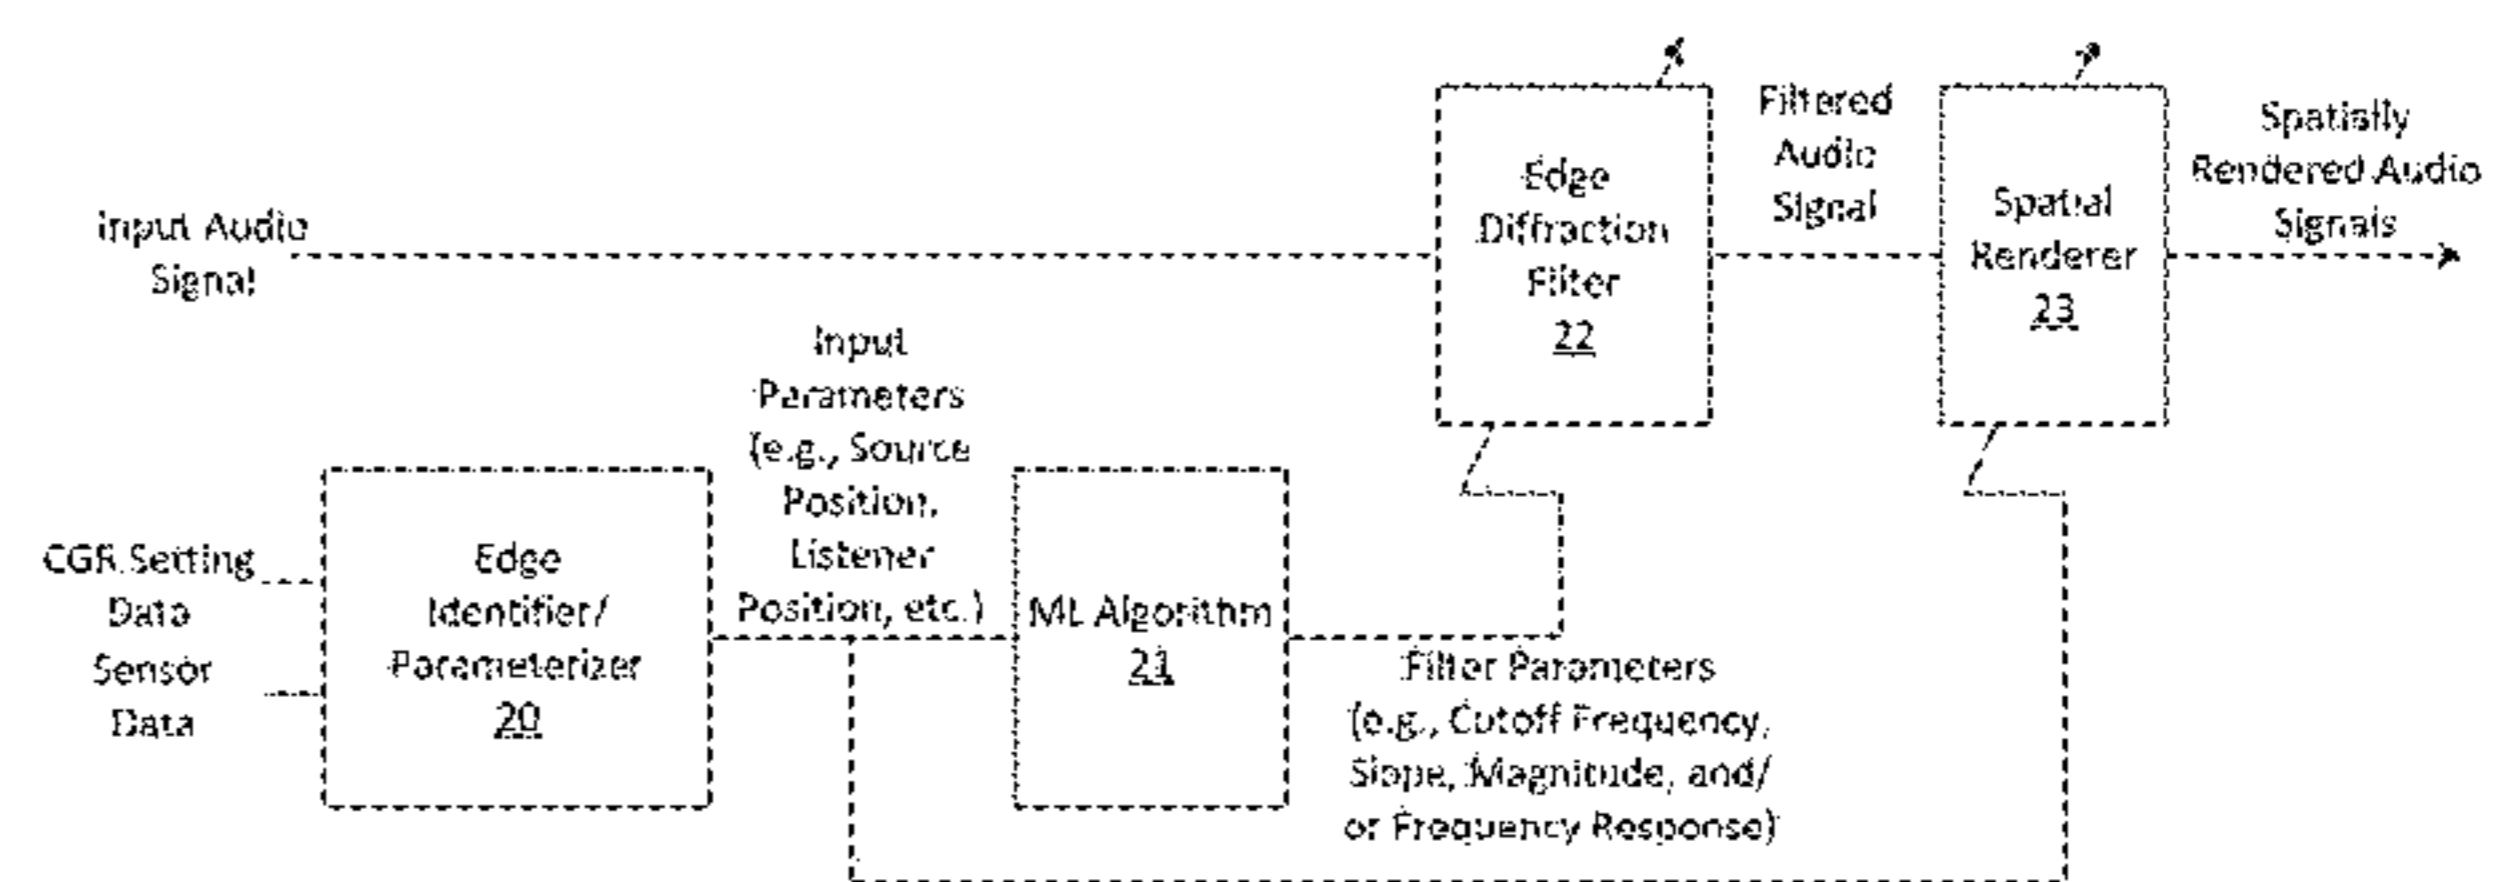 Input Audio
Signal
Edge
Diffraction
Filter
22
Filtered
Audio
Signal
Spatial
Renderer
23
Spatially
Rendered Audio
Signals
CGR Setting
Data
Sensor
Data
Edge
Identifier/
Parameterizer
20
Input
Parameters
(e.g., Source
Position,
Listener
Position, etc.)
ML Algorithm
21
Filter Parameters
(e.g., Cutoff Frequency,
Slope, Magnitude, and/
or Frequency Response)